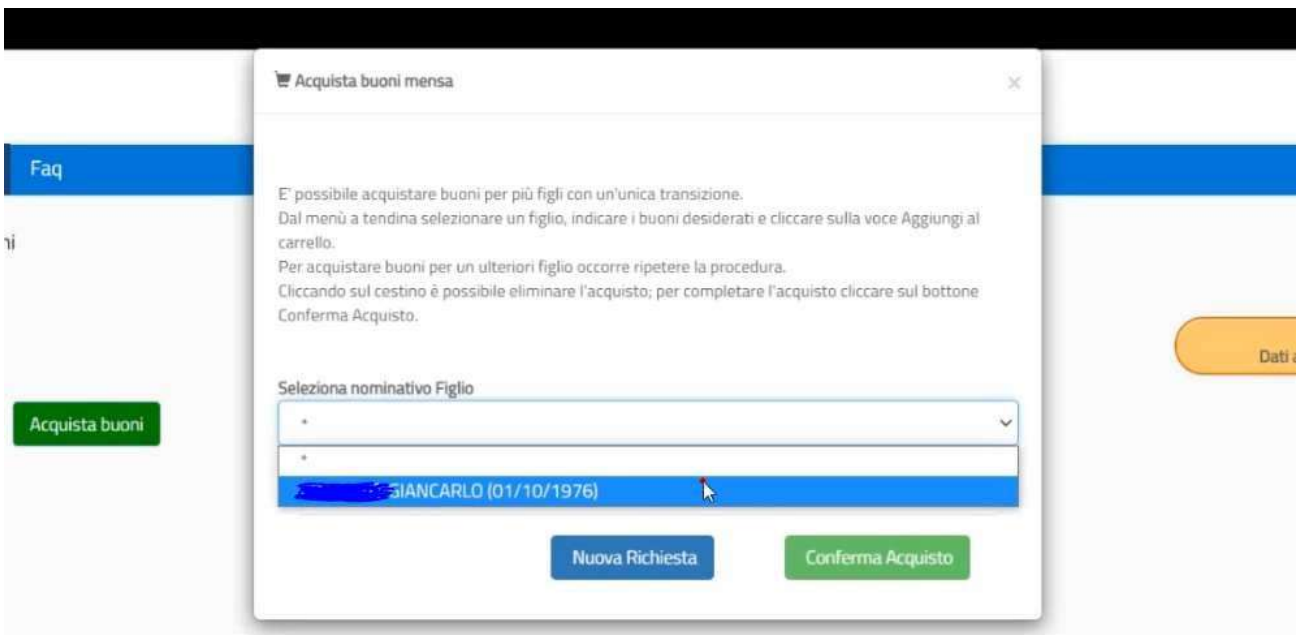 Acquista buoni mensa
×
Faq
E' possibile acquistare buoni per più figli con un'unica transizione.
Dal menù a tendina selezionare un figlio, indicare i buoni desiderati e cliccare sulla voce Aggiungi al
carrello.
Per acquistare buoni per un ulteriori figlio occorre ripetere la procedura.
Cliccando sul cestino è possibile eliminare l'acquisto; per completare l'acquisto cliccare sul bottone
Conferma Acquisto.
ni
Dati a
Seleziona nominativo Figlio
*
Acquista buoni
*
GIANCARLO (01/10/1976)
Nuova Richiesta
Conferma Acquisto